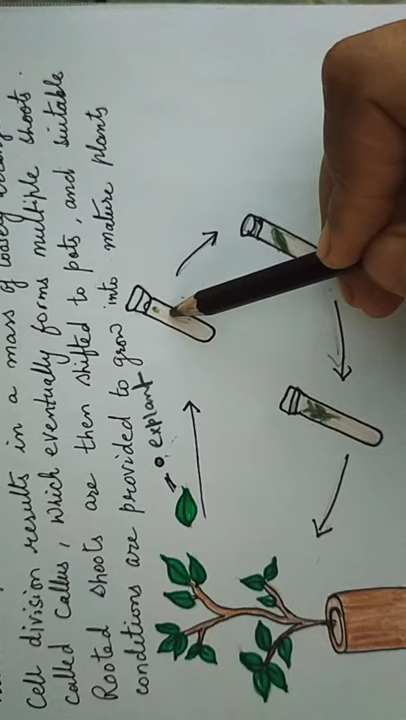 Cell division results in a mass of loosely
called Callus, which eventually forms multiple shoots.
Rooted shoots are then shifted to pots, and suitable
conditions are provided to grow into mature plants
explant